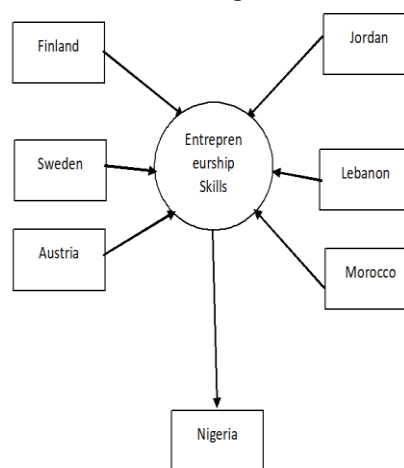 Finland
Jordan
Entrepren
eurship
Skills
Sweden
Lebanon
Austria
Morocco
Nigeria